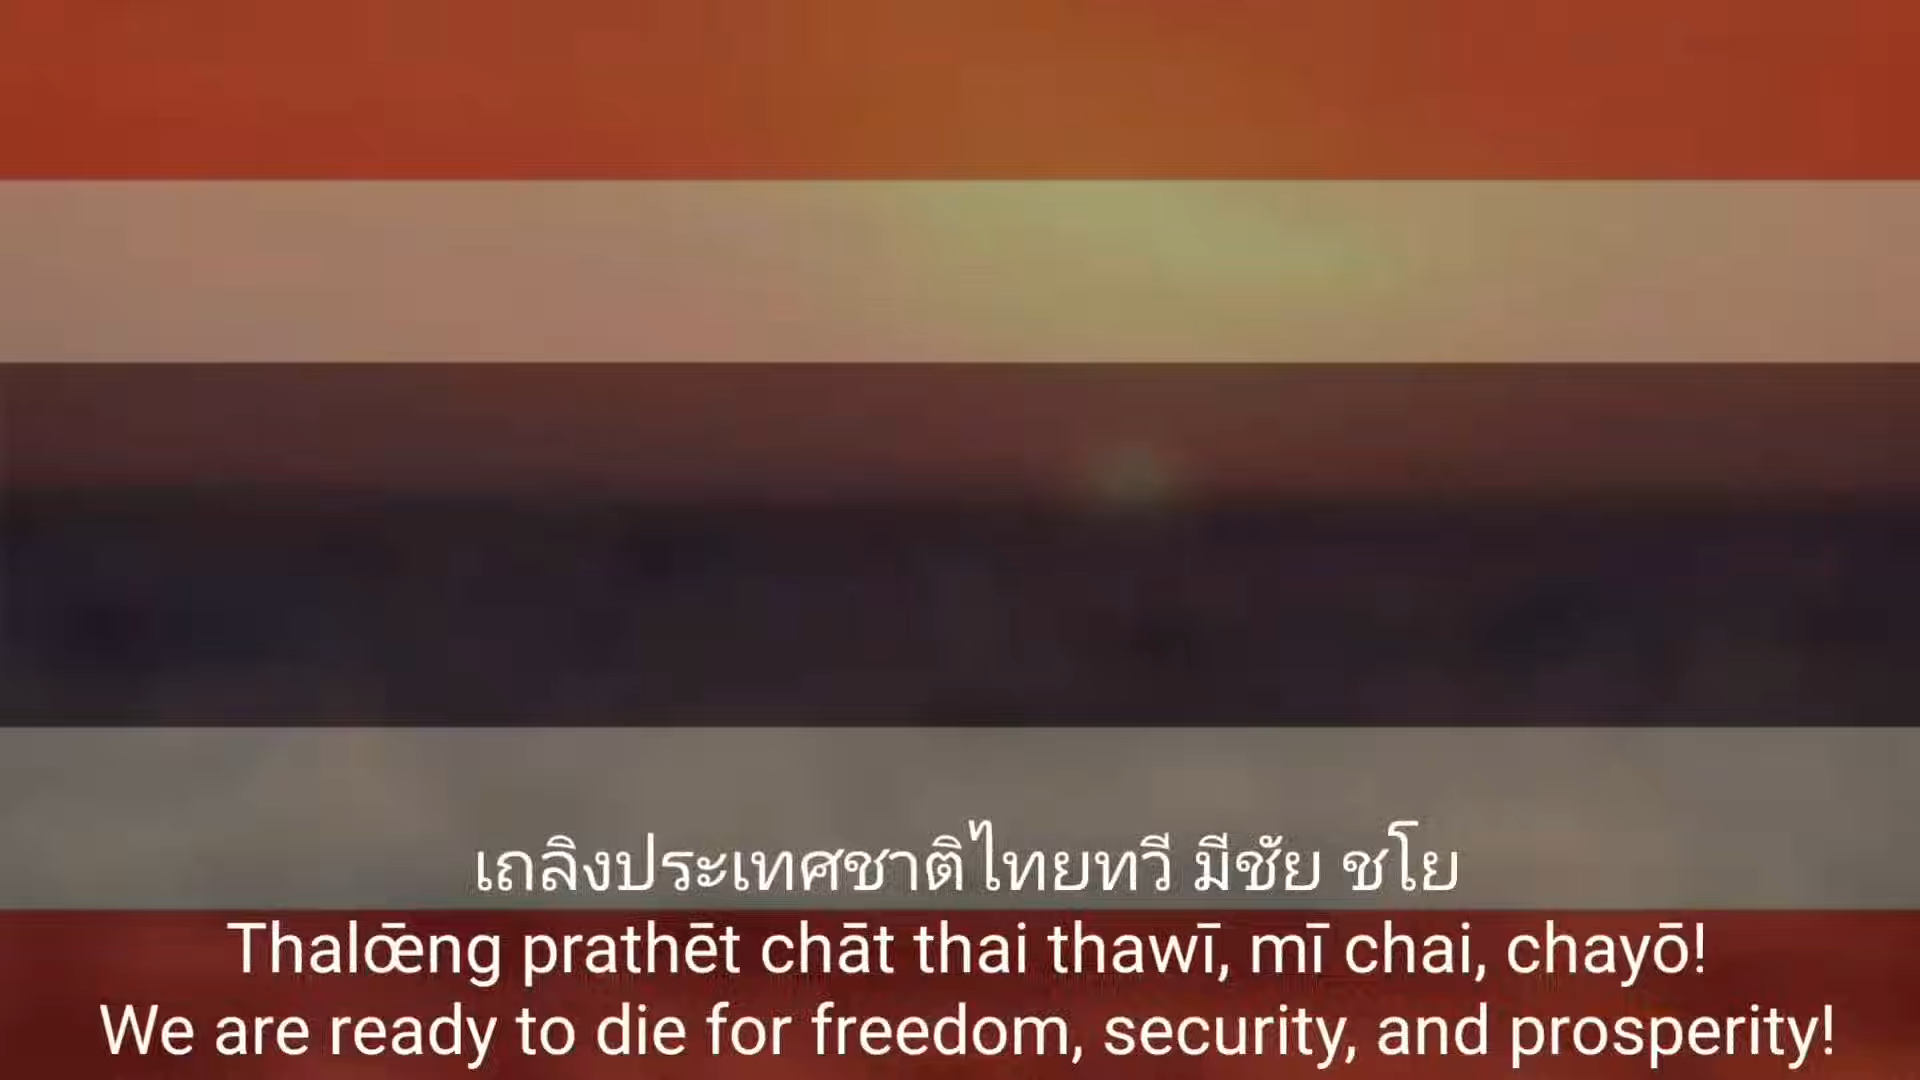 เถลิงประเทศชาติไทยทวี มีชัย ชโย
Thalœ̄ng prathēt chāt thai thawī, mī chai, chayō!
We are ready to die for freedom, security, and prosperity!